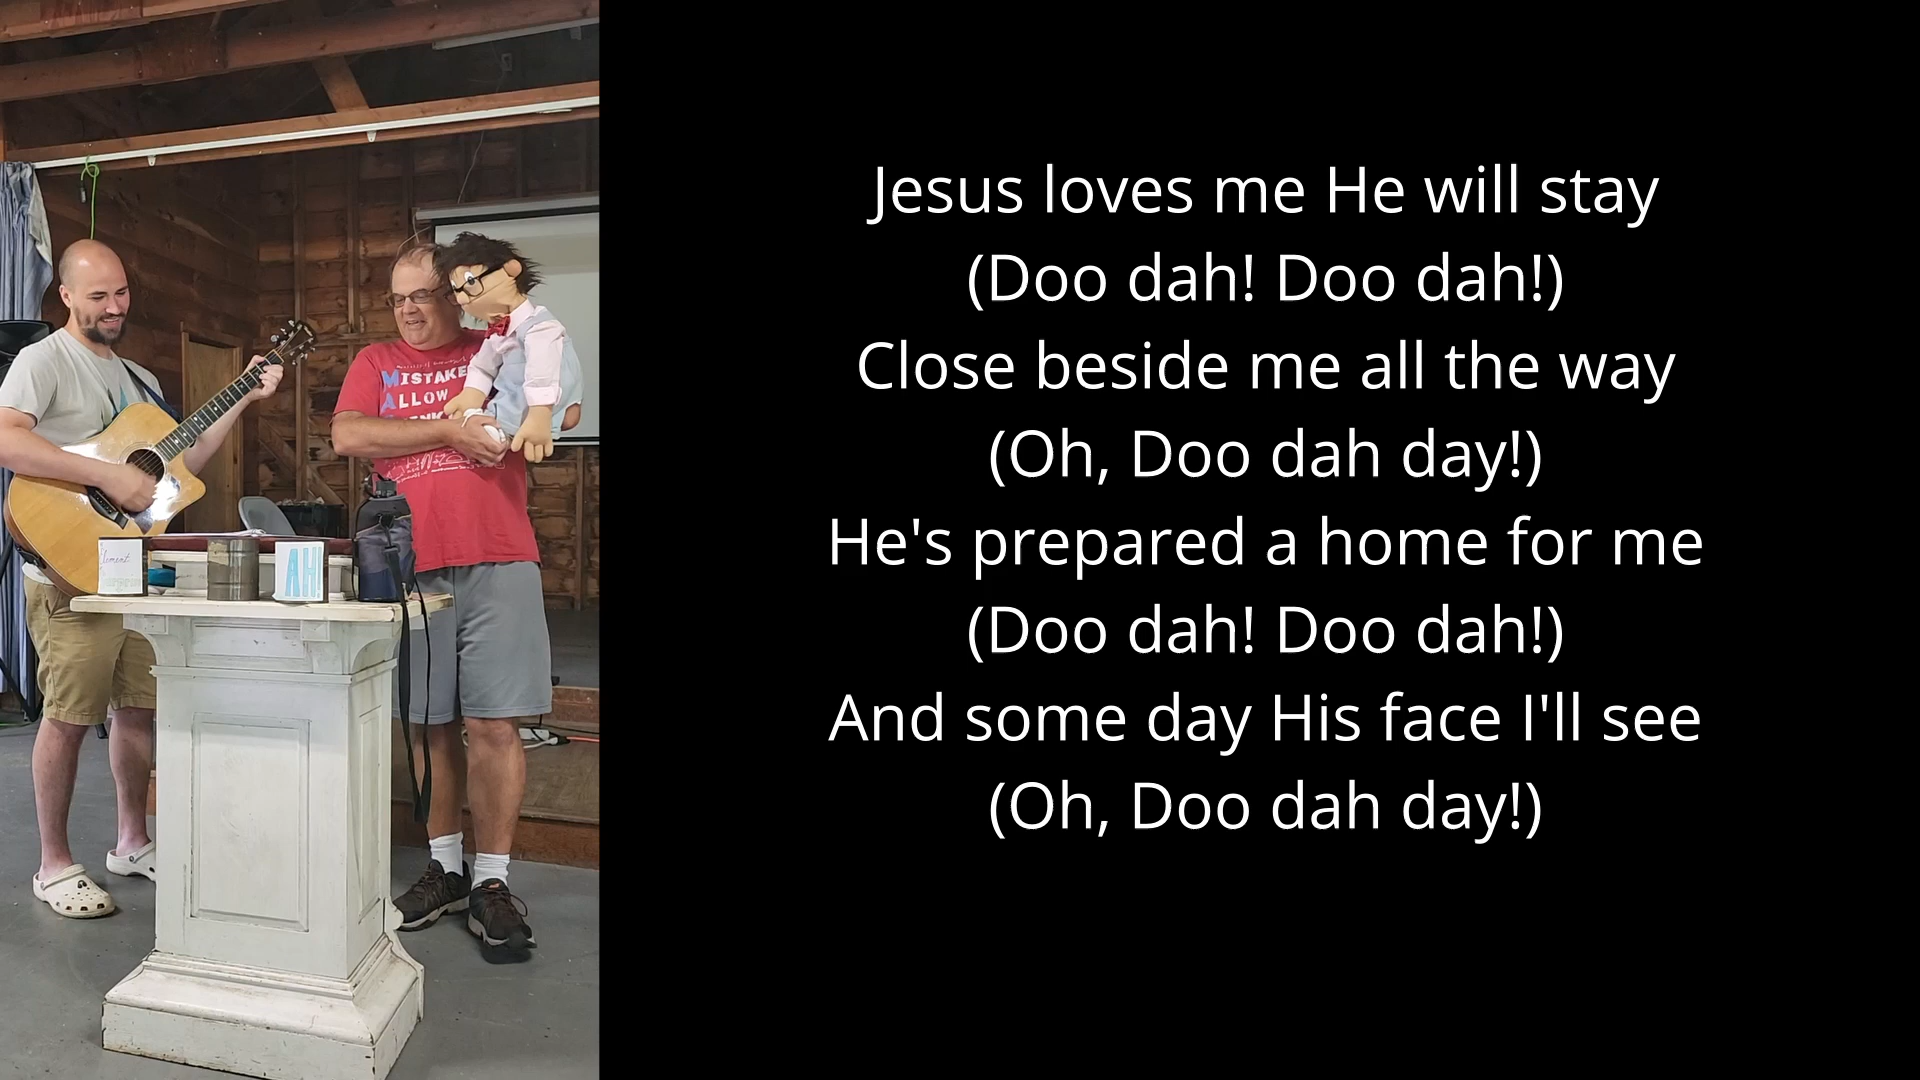 MISTAKE
ALLOW
lement
AH!
Jesus loves me He will stay
(Doo dah! Doo dah!)
Close beside me all the way
(Oh, Doo dah day!)
He's prepared a home for me
(Doo dah! Doo dah!)
And some day His face I'll see
(Oh, Doo dah day!)